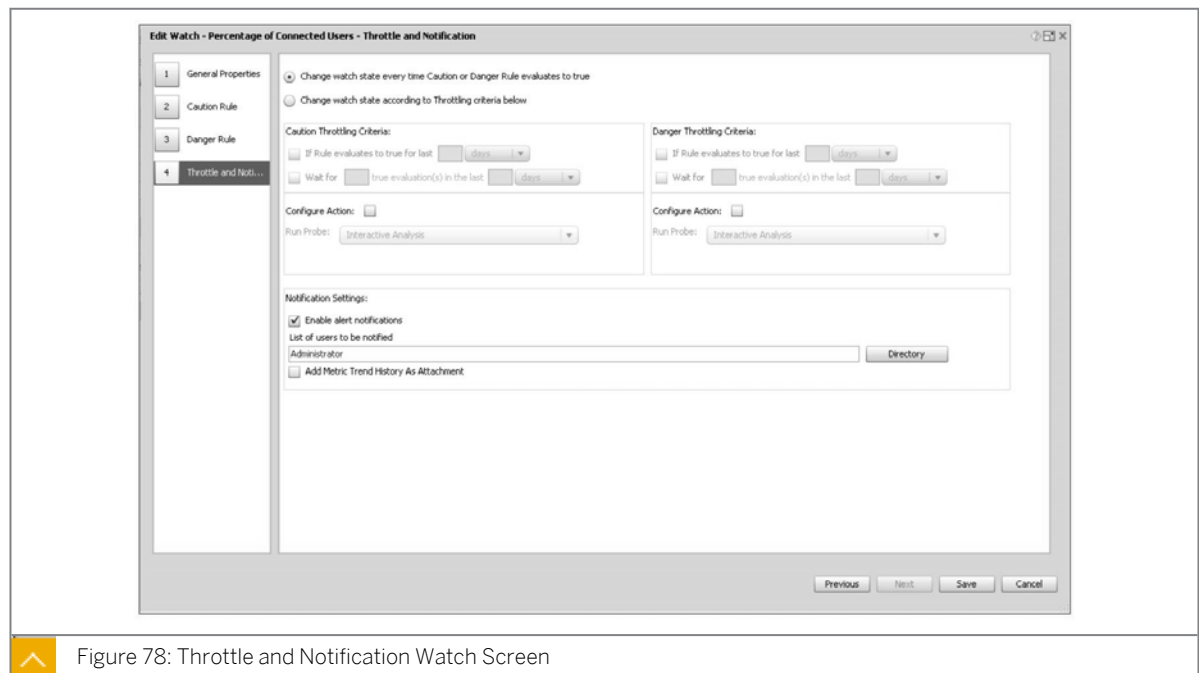 Edit Watch - Percentage of Connected Users - Throttle and Notification
1 General Properties
2 Caution Rule
3 Danger Rule
4 Throttle and Noti...
Change watch state every time Caution or Danger Rule evaluates to true
Change watch state according to Throttling criteria below
Caution Throttling Criteria:
If Rule evaluates to true for last days
Wait for true evaluation(s) in the last days
Configure Action:
Run Probe: Interactive Analysis
Danger Throttling Criteria:
If Rule evaluates to true for last days
Wait for true evaluation(s) in the last days
Configure Action:
Run Probe: Interactive Analysis
Notification Settings:
Enable alert notifications
List of users to be notified
Administrator Directory
Add Metric Trend History As Attachment
Previous Next Save Cancel
Figure 78: Throttle and Notification Watch Screen